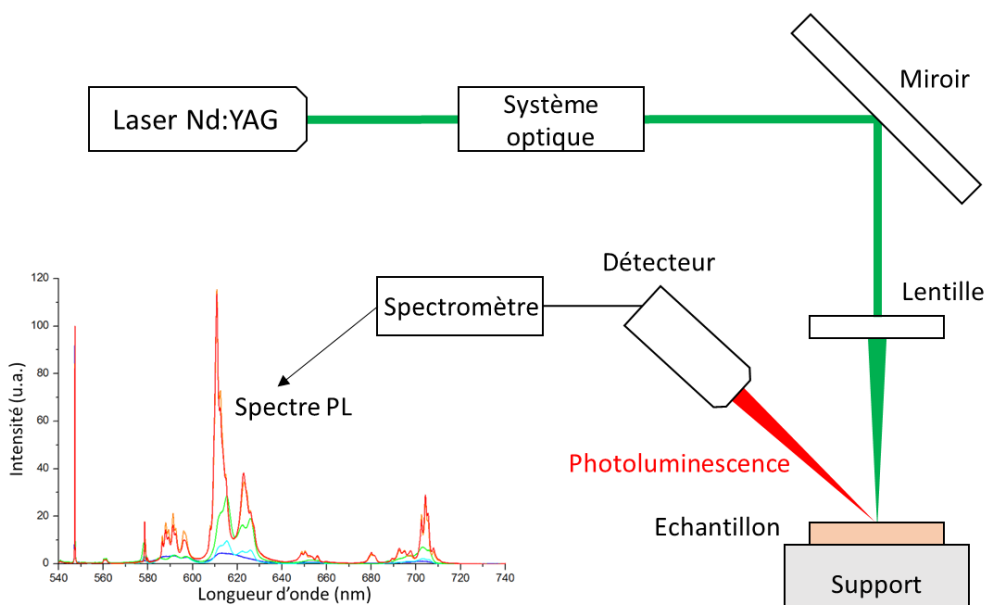 Miroir
Laser Nd:YAG
Système
optique
Détecteur
Lentille
Spectromètre
Spectre PL
Photoluminescence
Echantillon
Support
120
100
80
60
40
20
0
Intensité (u.a.)
540 560 580 600 620 640 660 680 700 720 740
Longueur d'onde (nm)